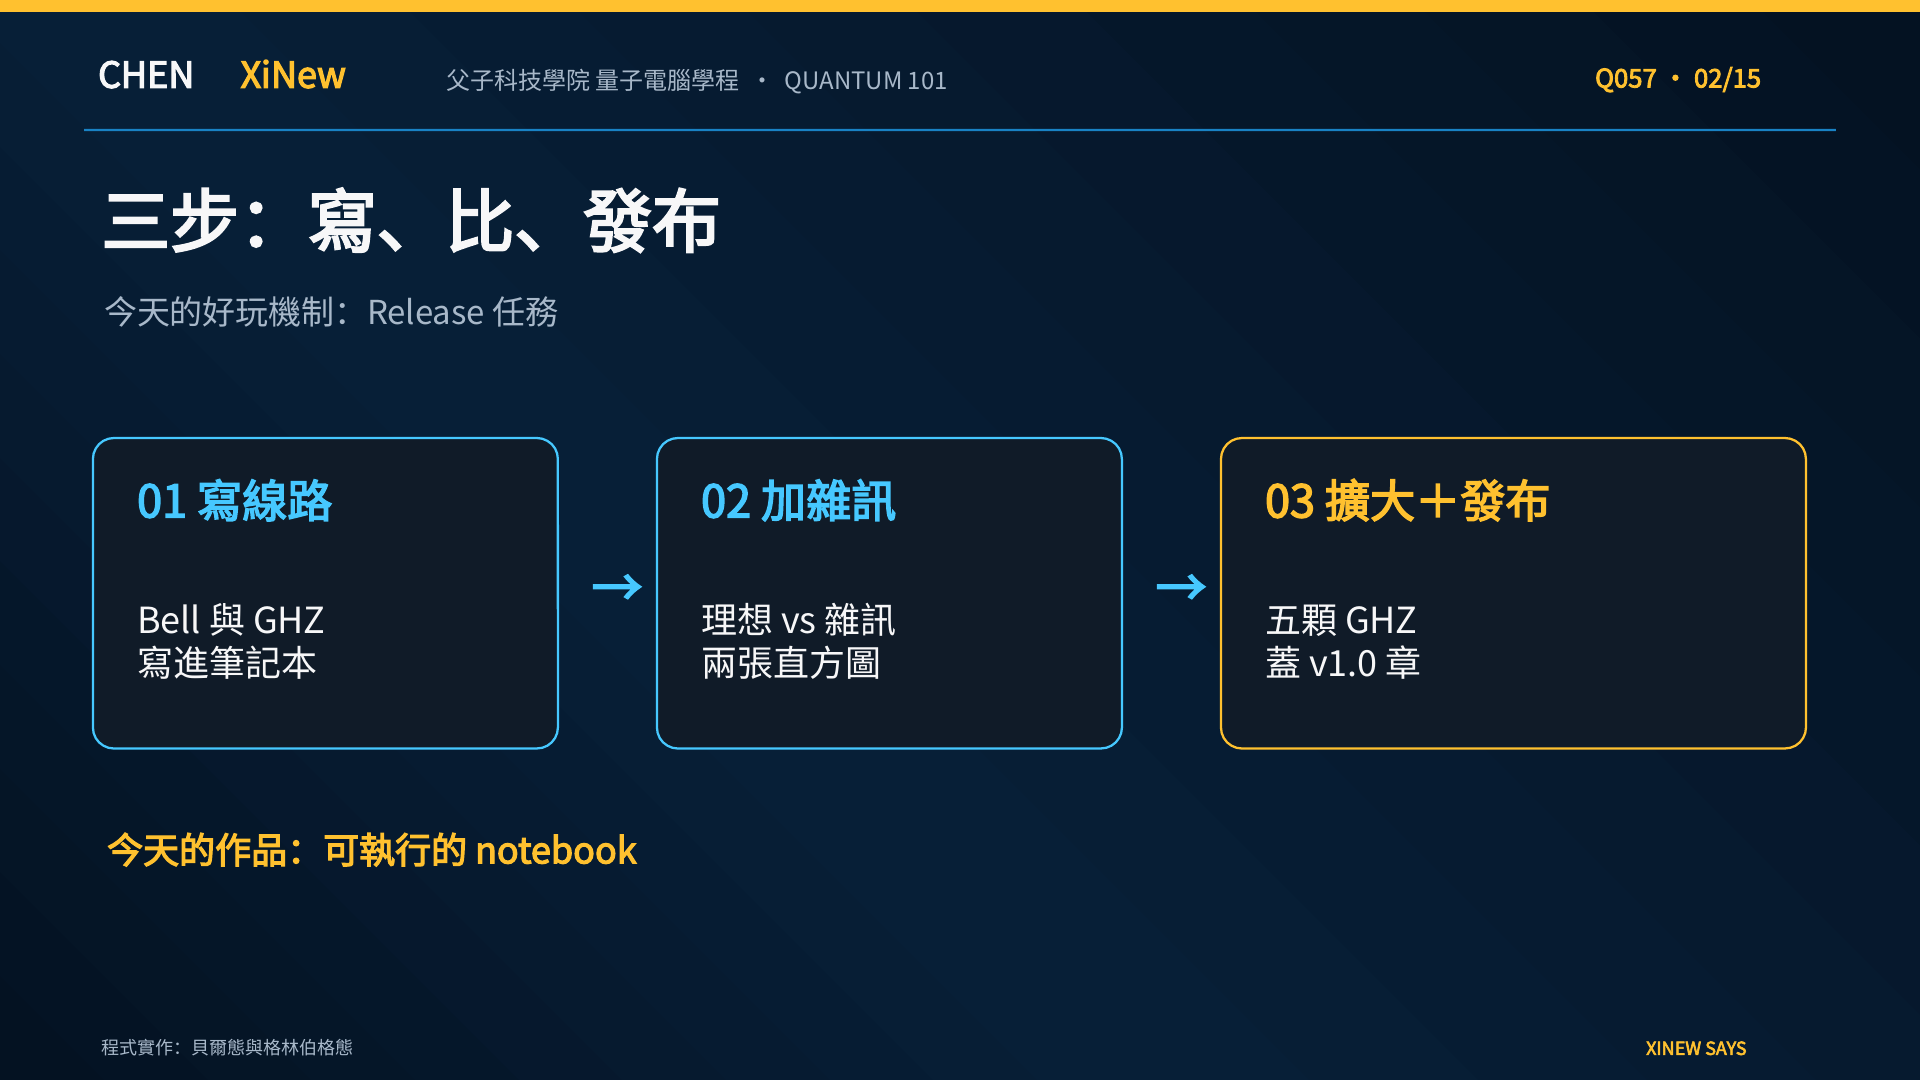 CHEN XiNew 父子科技學院 量子電腦學程 · QUANTUM 101 Q057 · 02/15
三步：寫、比、發布
今天的好玩機制：Release 任務
01 寫線路
Bell 與 GHZ
寫進筆記本
→
02 加雜訊
理想 vs 雜訊
兩張直方圖
→
03 擴大＋發布
五顆 GHZ
蓋 v1.0 章
今天的作品：可執行的 notebook
程式實作：貝爾態與格林伯格態
XINEW SAYS